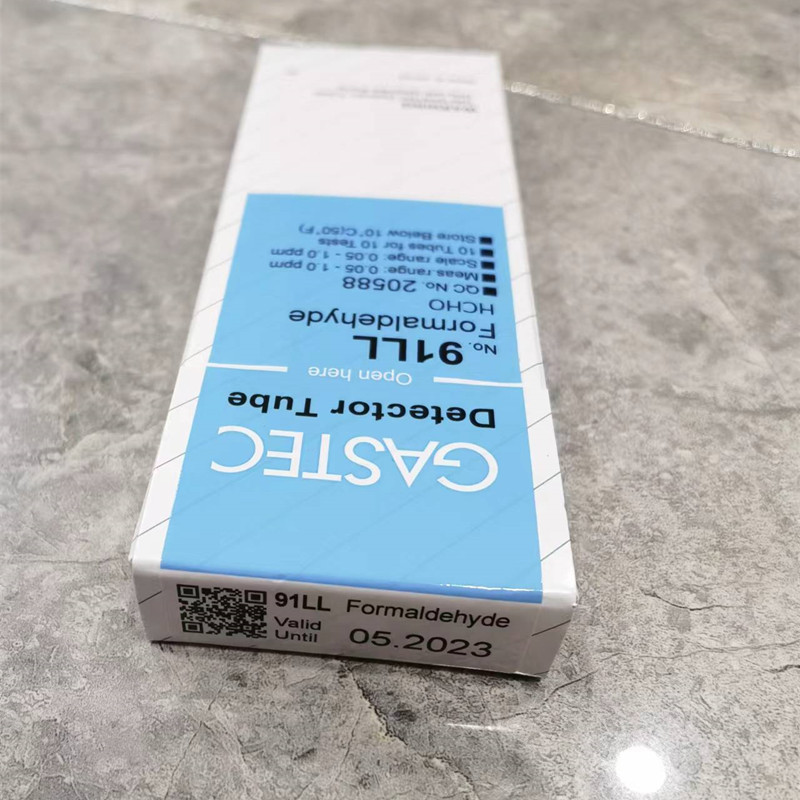 GASTEC
Detector Tube
Open here
No. 91LL
Formaldehyde
HCHO
■ QC No. 20588
■ Meas.range: 0.05 - 1.0 ppm
■ Scale range: 0.05 - 1.0 ppm
■ 10 Tubes for 10 Tests
■ Store Below 10°C(50°F)
91LL Formaldehyde
Valid
Until 05.2023